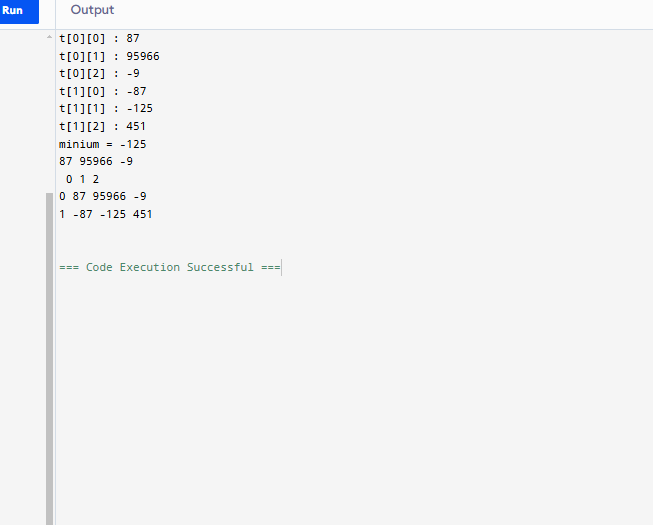 Run
Output
t[0][0] : 87
t[0][1] : 95966
t[0][2] : -9
t[1][0] : -87
t[1][1] : -125
t[1][2] : 451
minium = -125
87 95966 -9
 0 1 2
0 87 95966 -9
1 -87 -125 451
=== Code Execution Successful ===